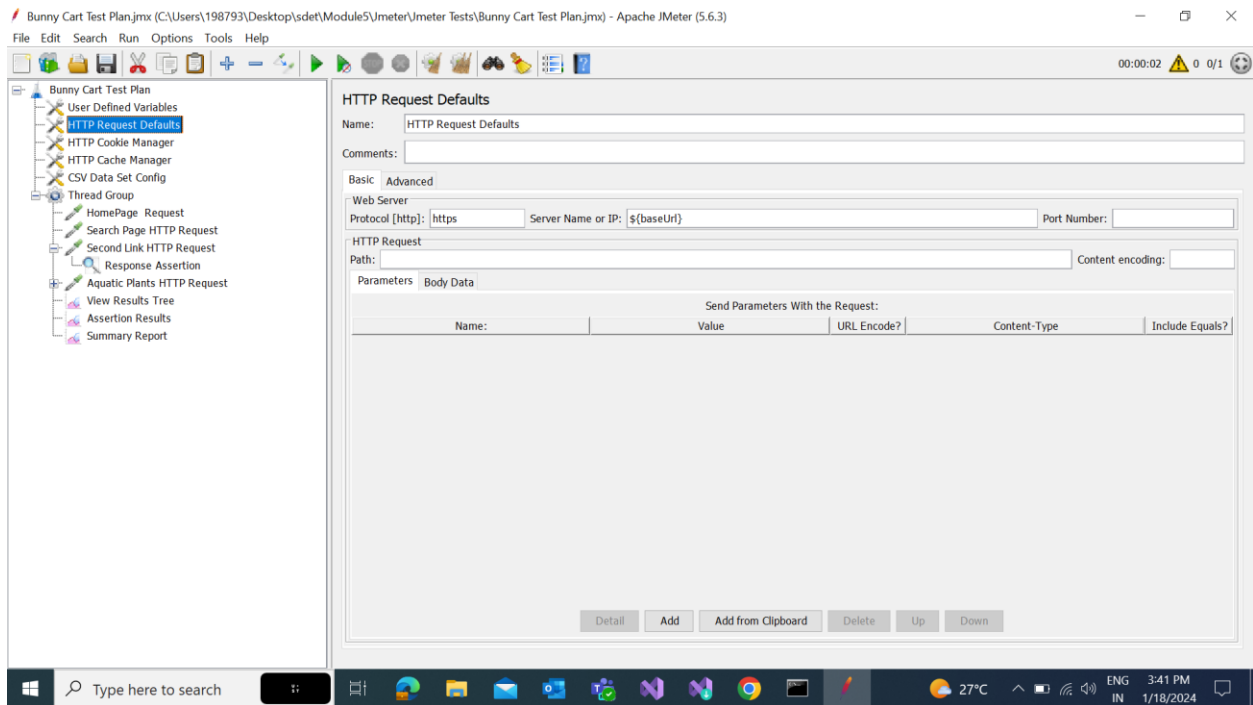 Bunny Cart Test Plan.jmx (C:\Users\198793\Desktop\sdet\Module5\Jmeter\Jmeter Tests\Bunny Cart Test Plan.jmx) - Apache JMeter (5.6.3)
File Edit Search Run Options Tools Help
00:00:02 0 0/1
Bunny Cart Test Plan
User Defined Variables
HTTP Request Defaults
HTTP Cookie Manager
HTTP Cache Manager
CSV Data Set Config
Thread Group
HomePage Request
Search Page HTTP Request
Second Link HTTP Request
Response Assertion
Aquatic Plants HTTP Request
View Results Tree
Assertion Results
Summary Report
HTTP Request Defaults
Name: HTTP Request Defaults
Comments:
Basic Advanced
Web Server
Protocol [http]: https Server Name or IP: ${baseUrl} Port Number:
HTTP Request
Path: Content encoding:
Parameters Body Data
Send Parameters With the Request:
Name: Value URL Encode? Content-Type Include Equals?
Detail Add Add from Clipboard Delete Up Down
Type here to search
27°C ENG 3:41 PM
IN 1/18/2024